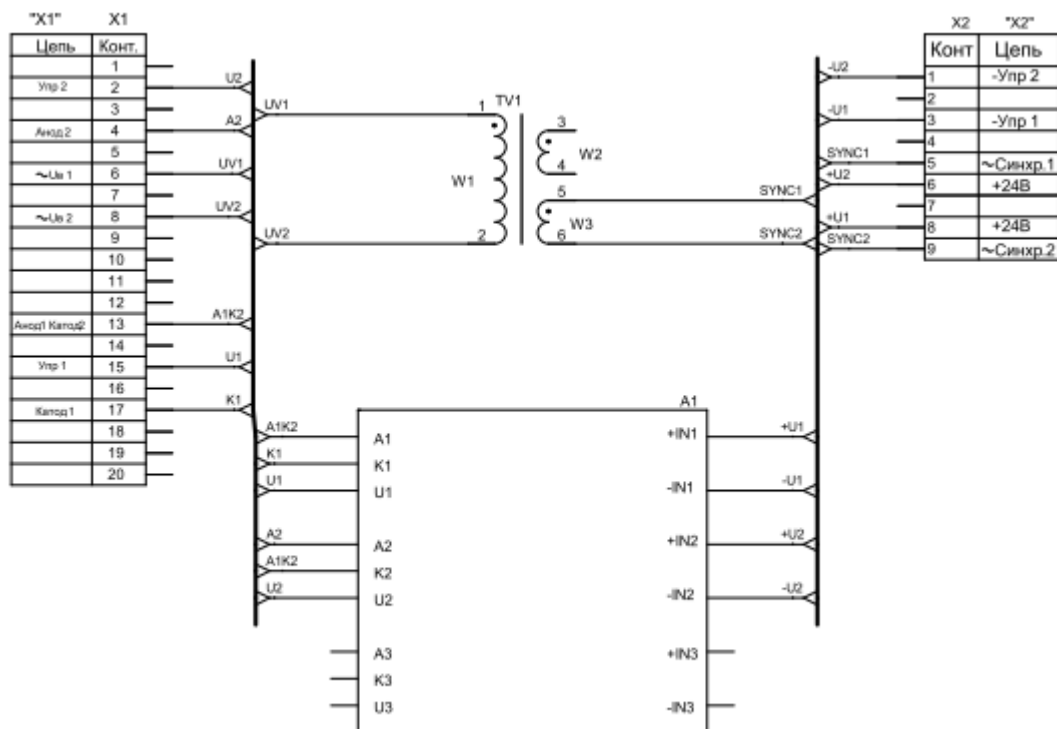 "X1" X1
Цепь Конт.
1
Упр 2 2 U2
3
Анод 2 4 A2
5
~Uв 1 6 UV1
7
~Uв 2 8 UV2
9
10
11
12
Анод1 Катод2 13 A1K2
14
Упр 1 15 U1
16
Катод 1 17 K1
18
19
20
UV1 1 TV1
W1
UV2 2
3
W2
4
5 SYNC1
W3
6 SYNC2
X2 "X2"
Конт Цепь
-U2 1 -Упр 2
2
-U1 3 -Упр 1
4
SYNC1 5 ~Синхр.1
+U2 6 +24В
7
+U1 8 +24В
SYNC2 9 ~Синхр.2
A1
A1K2 A1 +IN1 +U1
K1 K1
U1 U1 -IN1 -U1
A2 A2 +IN2 +U2
A1K2 K2
U2 U2 -IN2 -U2
A3 +IN3
K3
U3 -IN3